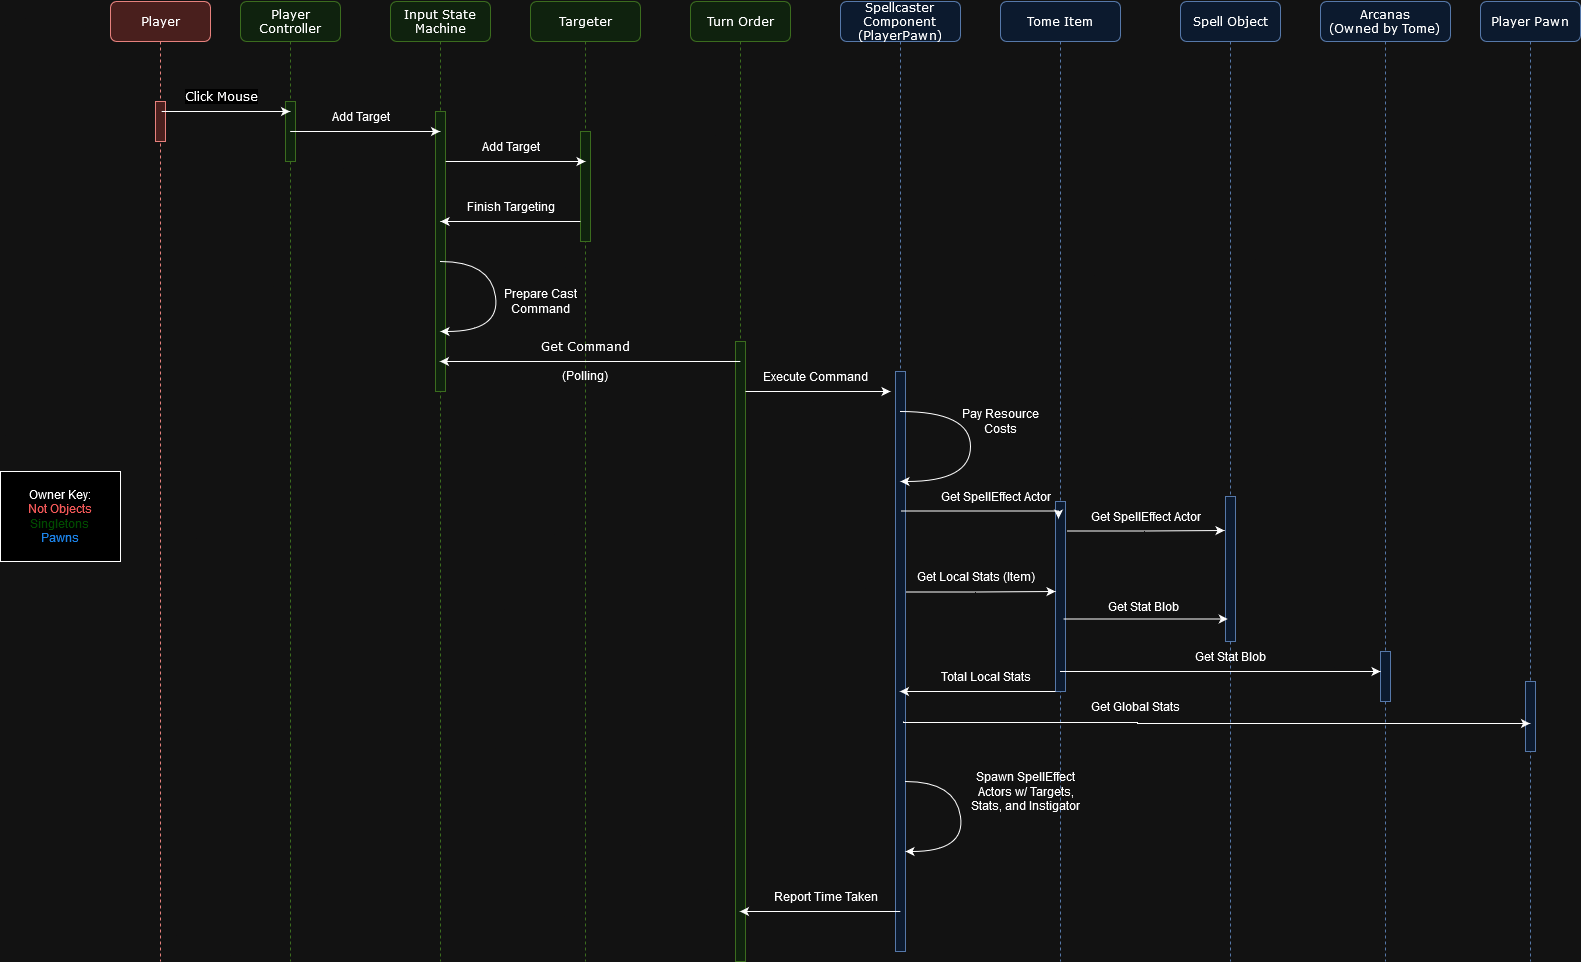 Player
Player
Controller
Input State
Machine
Targeter
Turn Order
Spellcaster
Component
(PlayerPawn)
Tome Item
Spell Object
Arcanas
(Owned by Tome)
Player Pawn
Click Mouse
Add Target
Add Target
Finish Targeting
Prepare Cast
Command
Get Command
(Polling)
Execute Command
Pay Resource
Costs
Owner Key:
Not Objects
Singletons
Pawns
Get SpellEffect Actor
Get SpellEffect Actor
Get Local Stats (Item)
Get Stat Blob
Get Stat Blob
Total Local Stats
Get Global Stats
Spawn SpellEffect
Actors w/ Targets,
Stats, and Instigator
Report Time Taken